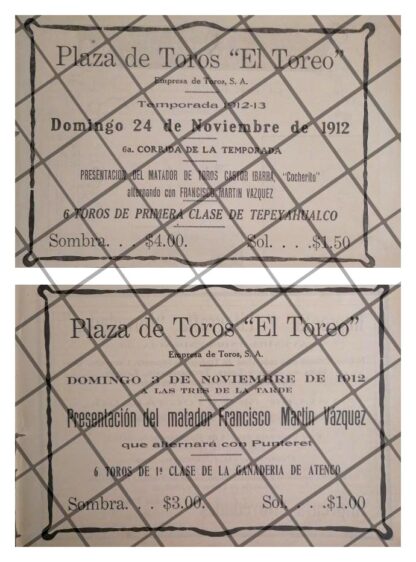 Plaza de Toros "El Toreo"
Empresa de Toros, S. A.
Temporada 1912-13
Domingo 24 de Noviembre de 1912
6a. CORRIDA DE LA TEMPORADA
PRESENTACION DEL MATADOR DE TOROS CASTOR IBARRA, "Cocherito"
alternando con FRANCISCO MARTIN VAZQUEZ
6 TOROS DE PRIMERA CLASE DE TEPEYAHUALCO
Sombra. . . $4.00. Sol. . . .$1.50
Plaza de Toros "El Toreo"
Empresa de Toros, S. A.
DOMINGO 3 DE NOVIEMBRE DE 1912
A LAS TRES DE LA TARDE
Presentación del matador Francisco Martin Vázquez
que alternará con Punteret
6 TOROS DE 1ª CLASE DE LA GANADERIA DE ATENCO
Sombra. . . $3.00. Sol. . . $1.00